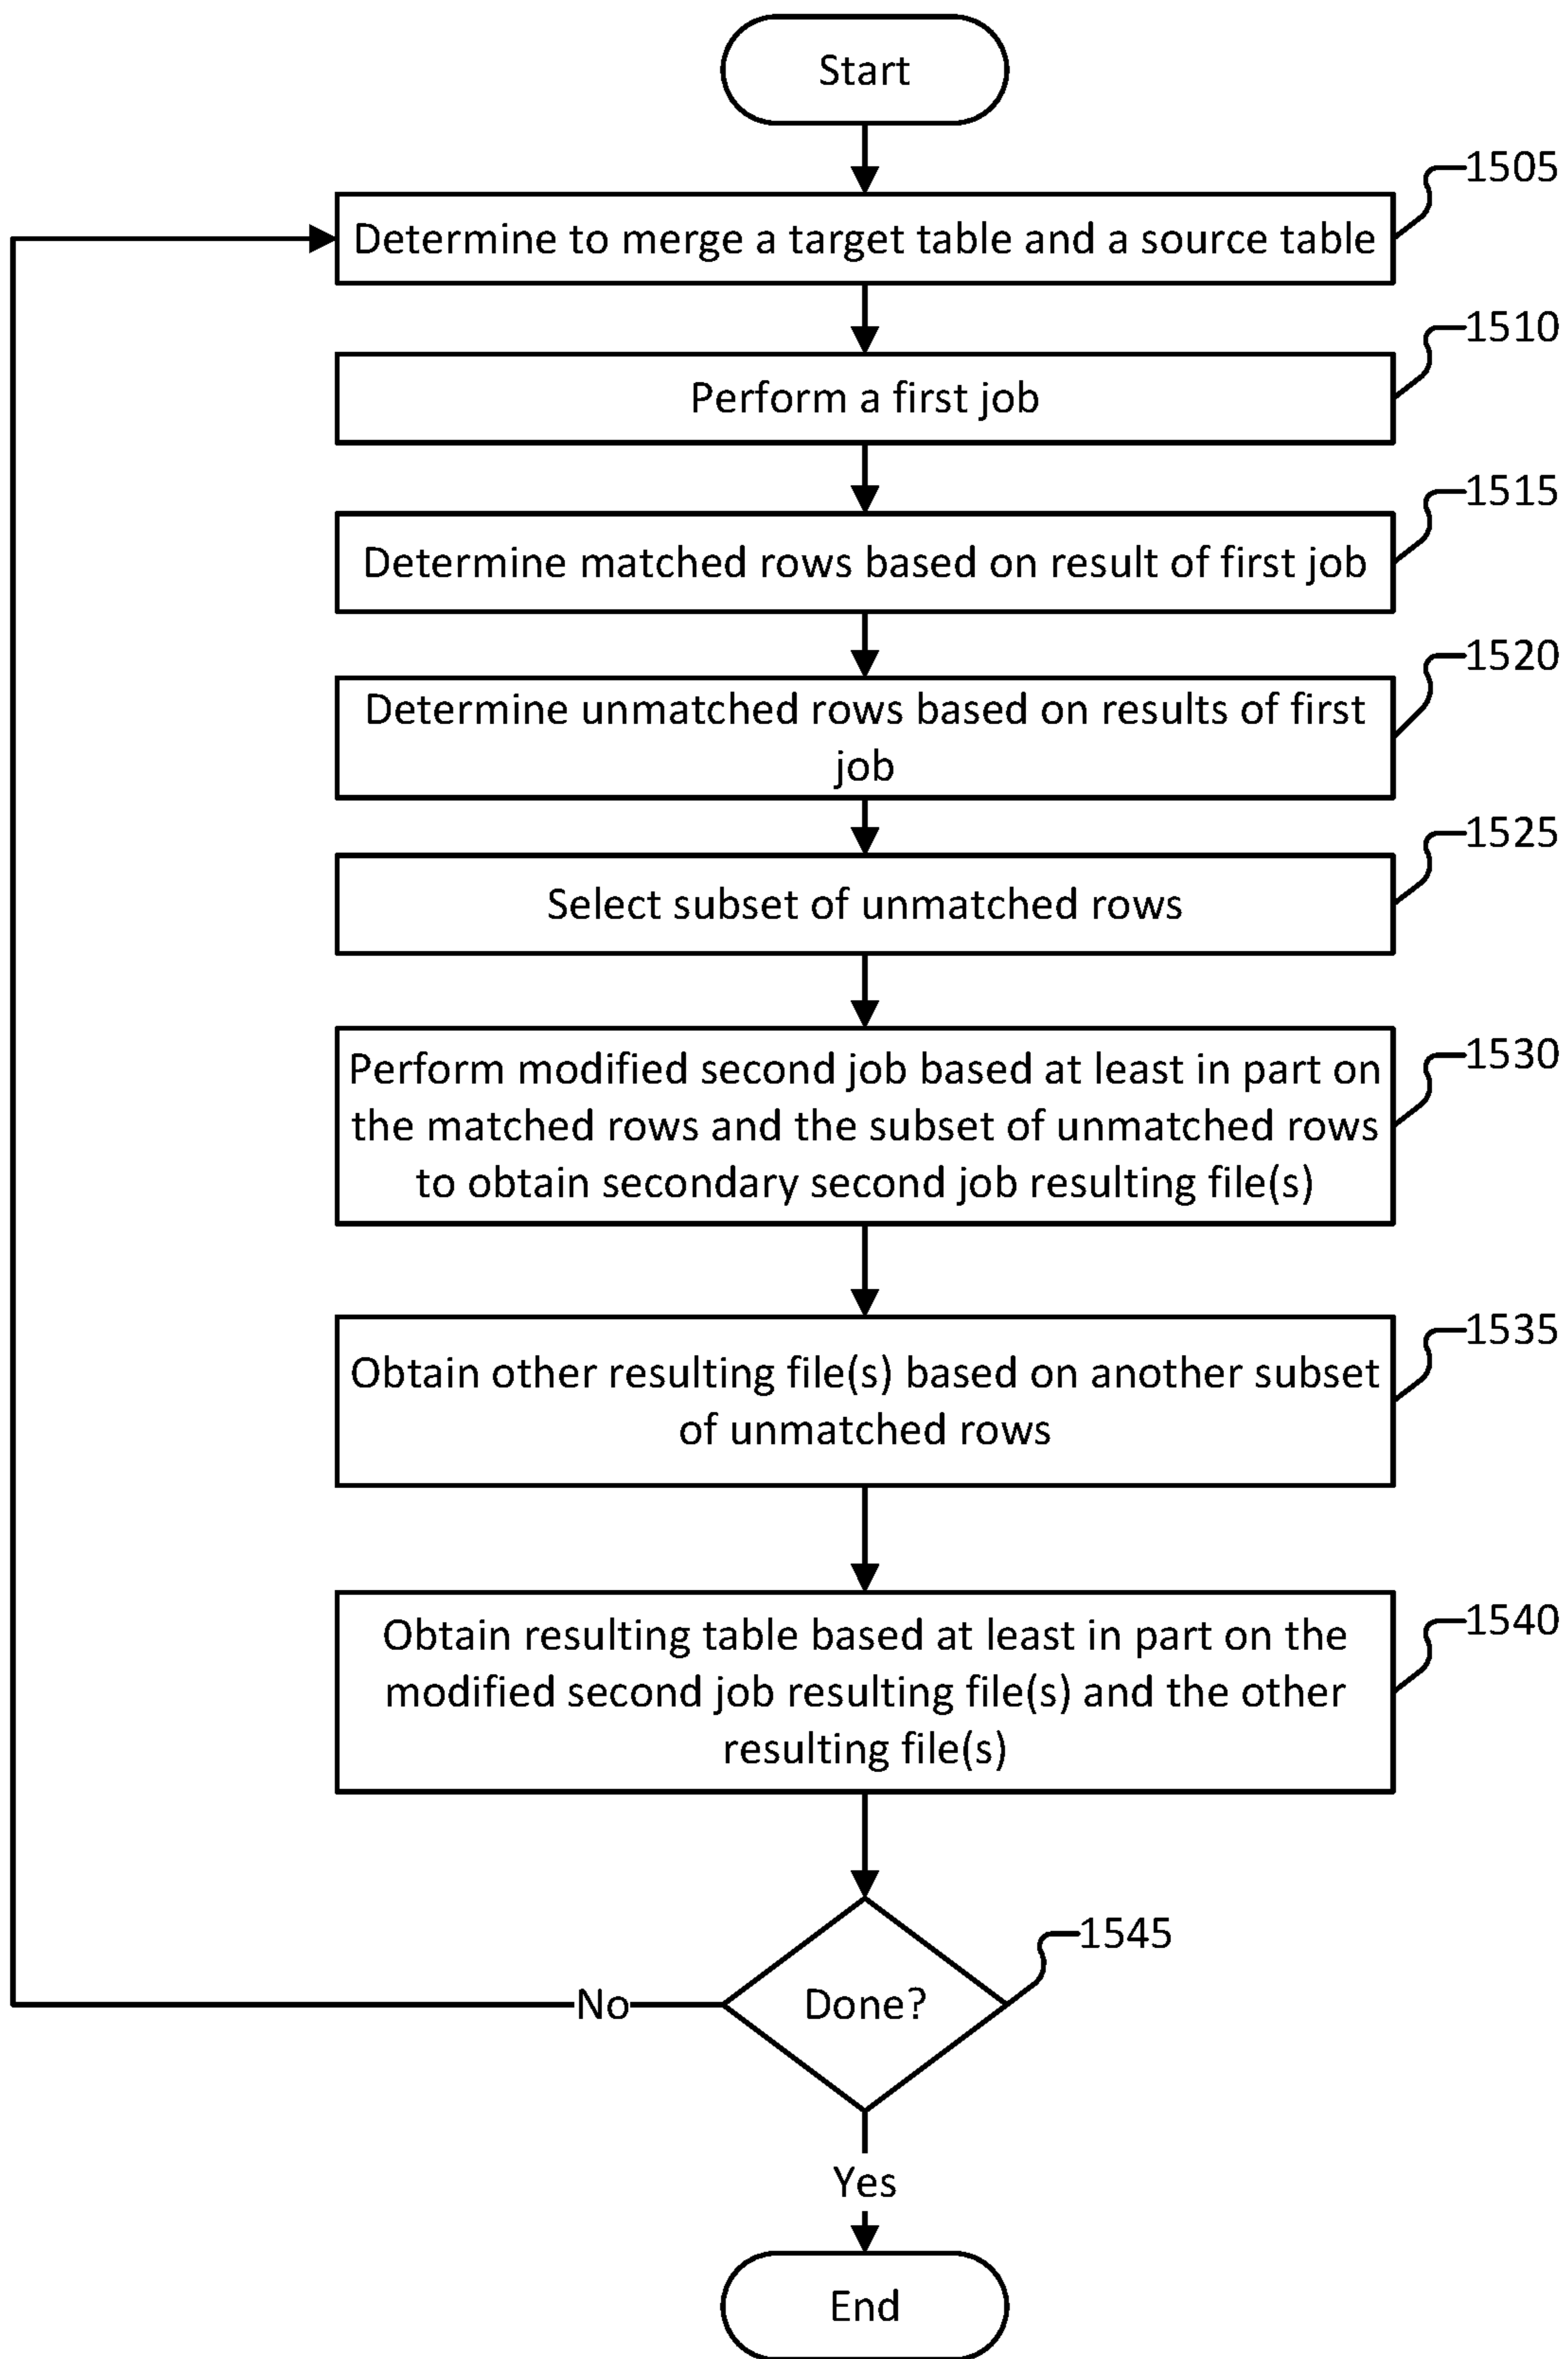 Start
1505
Determine to merge a target table and a source table
1510
Perform a first job
1515
Determine matched rows based on result of first job
1520
Determine unmatched rows based on results of first
job
1525
Select subset of unmatched rows
1530
Perform modified second job based at least in part on
the matched rows and the subset of unmatched rows
to obtain secondary second job resulting file(s)
1535
Obtain other resulting file(s) based on another subset
of unmatched rows
1540
Obtain resulting table based at least in part on the
modified second job resulting file(s) and the other
resulting file(s)
1545
No
Done?
Yes
End